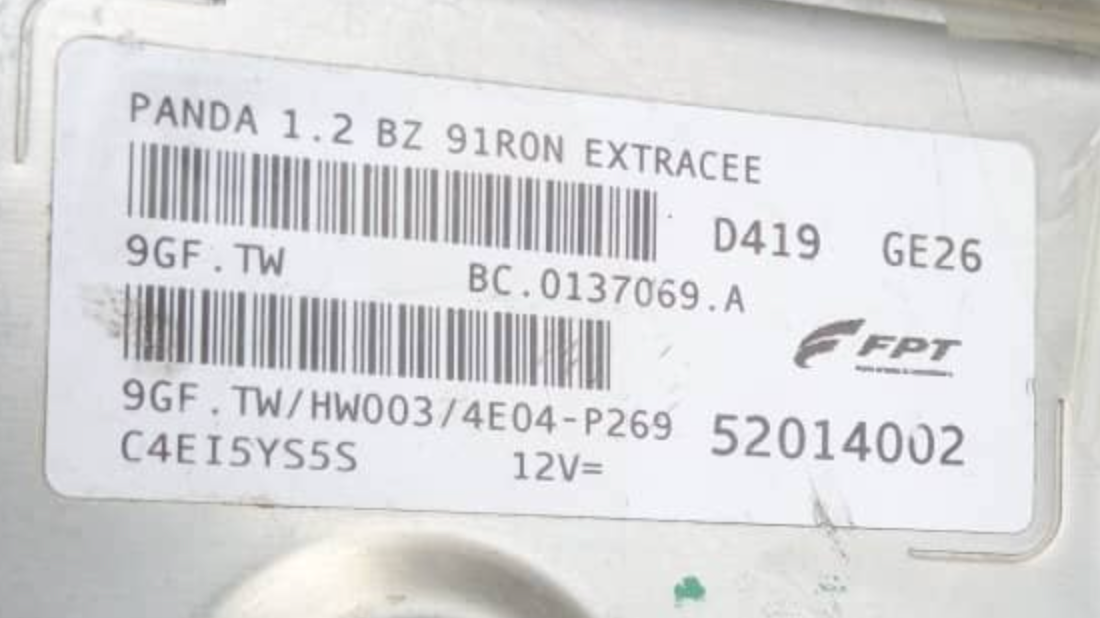 PANDA 1.2 BZ 91RON EXTRACEE
D419 GE26
9GF.TW BC.0137069.A
FPT
9GF.TW/HW003/4E04-P269 52014002
C4EI5YS5S 12V=